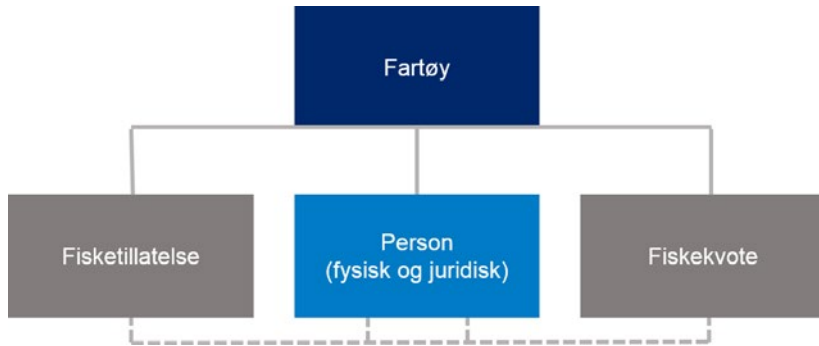 Fartøy
Fisketillatelse
Person
(fysisk og juridisk)
Fiskekvote